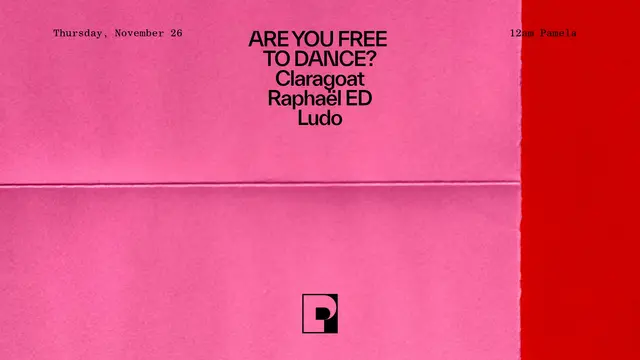 Thursday, November 26
ARE YOU FREE
TO DANCE?
Claragoat
Raphaël ED
Ludo
12am Pamela
P